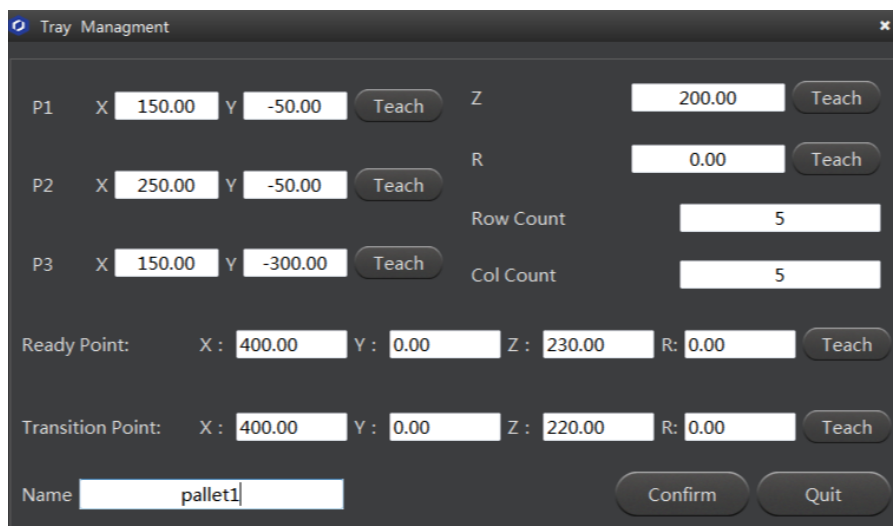 Tray Managment
P1 X 150.00 Y -50.00 Teach
Z 200.00 Teach
P2 X 250.00 Y -50.00 Teach
R 0.00 Teach
Row Count 5
P3 X 150.00 Y -300.00 Teach
Col Count 5
Ready Point: X : 400.00 Y : 0.00 Z : 230.00 R: 0.00 Teach
Transition Point: X : 400.00 Y : 0.00 Z : 220.00 R: 0.00 Teach
Name pallet1 Confirm Quit